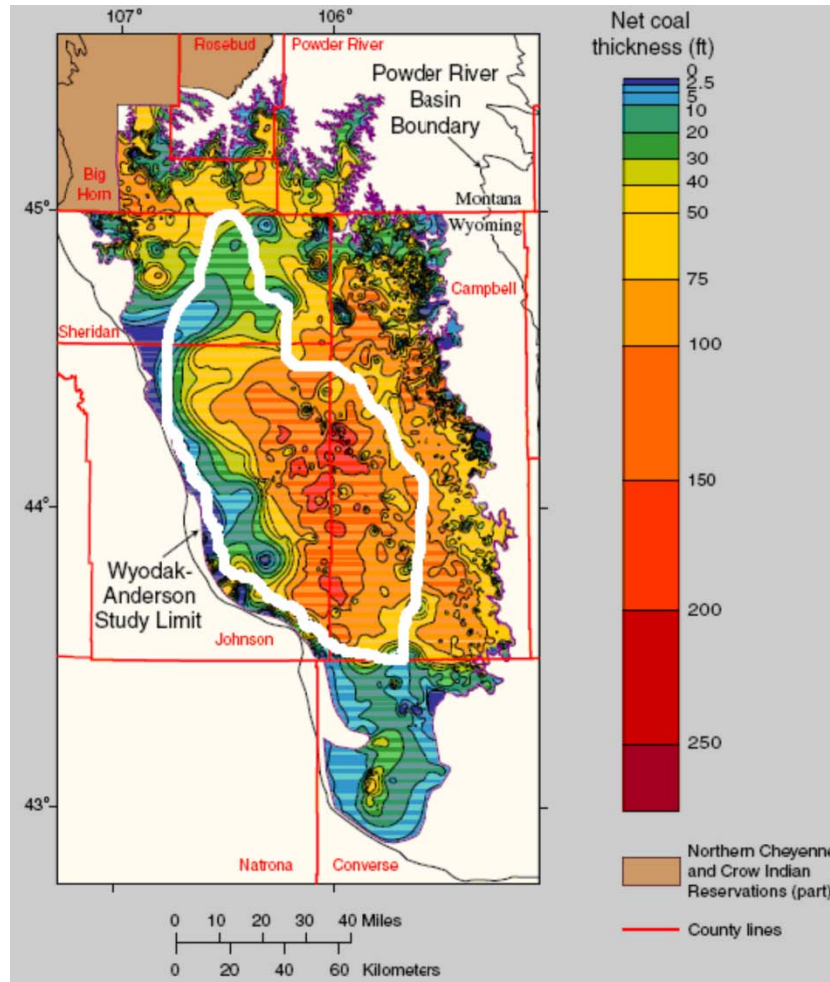 107°
106°
Rosebud
Powder River
Powder River
Basin
Boundary
Big
Horn
45°
Montana
Wyoming
Campbell
Sheridan
44°
Wyodak-
Anderson
Study Limit
Johnson
43°
Natrona
Converse
0 10 20 30 40 Miles
0 20 40 60 Kilometers
Net coal
thickness (ft)
0
2.5
5
10
20
30
40
50
75
100
150
200
250
Northern Cheyenne
and Crow Indian
Reservations (part)
County lines